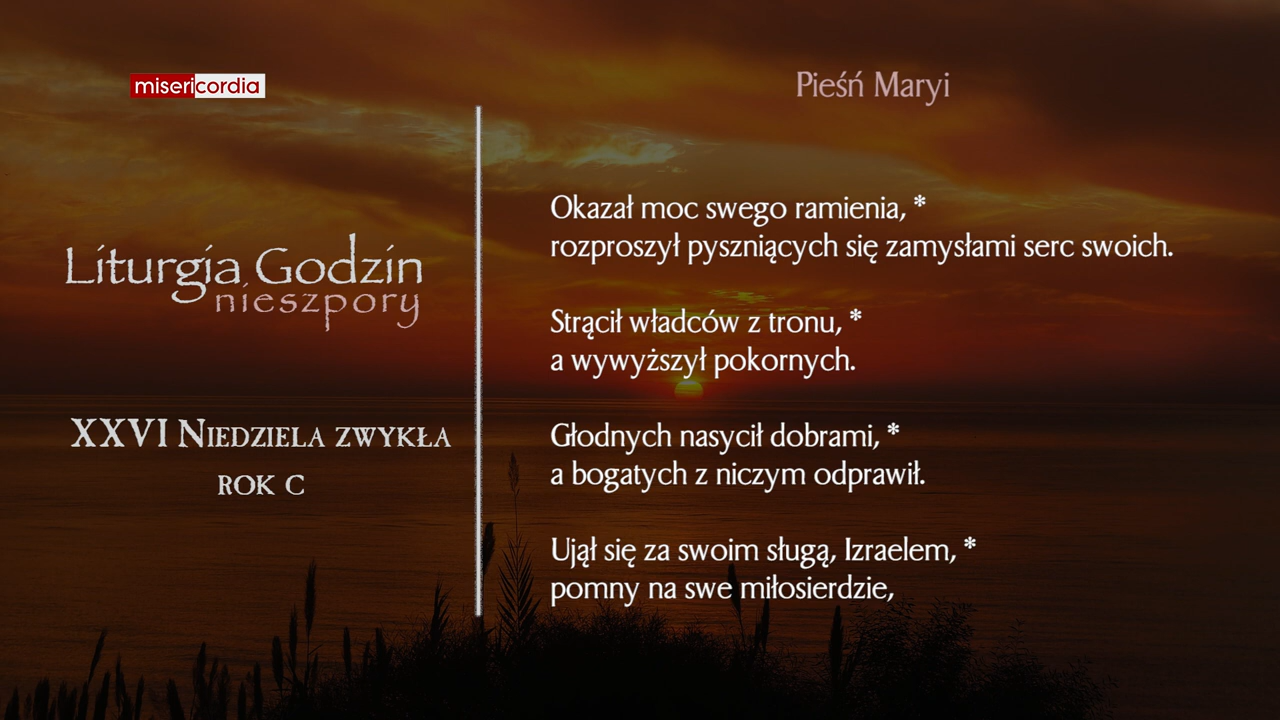 misericordia
Liturgia Godzin
nieszpory
XXVI Niedziela zwykła
rok C
Pieśń Maryi
Okazał moc swego ramienia, *
rozproszył pyszniących się zamysłami serc swoich.
Strącił władców z tronu, *
a wywyższył pokornych.
Głodnych nasycił dobrami, *
a bogatych z niczym odprawił.
Ujął się za swoim sługą, Izraelem, *
pomny na swe miłosierdzie,